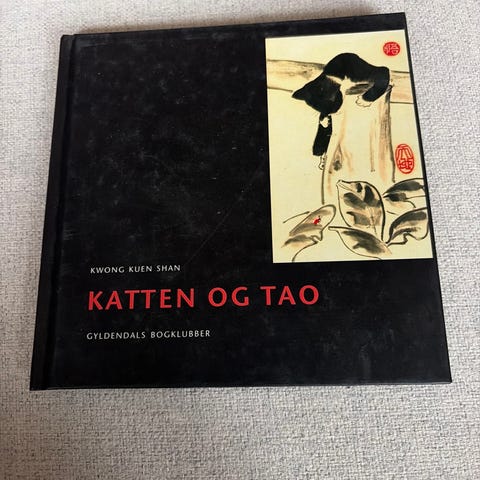 KWONG KUEN SHAN
KATTEN OG TAO
GYLDENDALS BOGKLUBBER